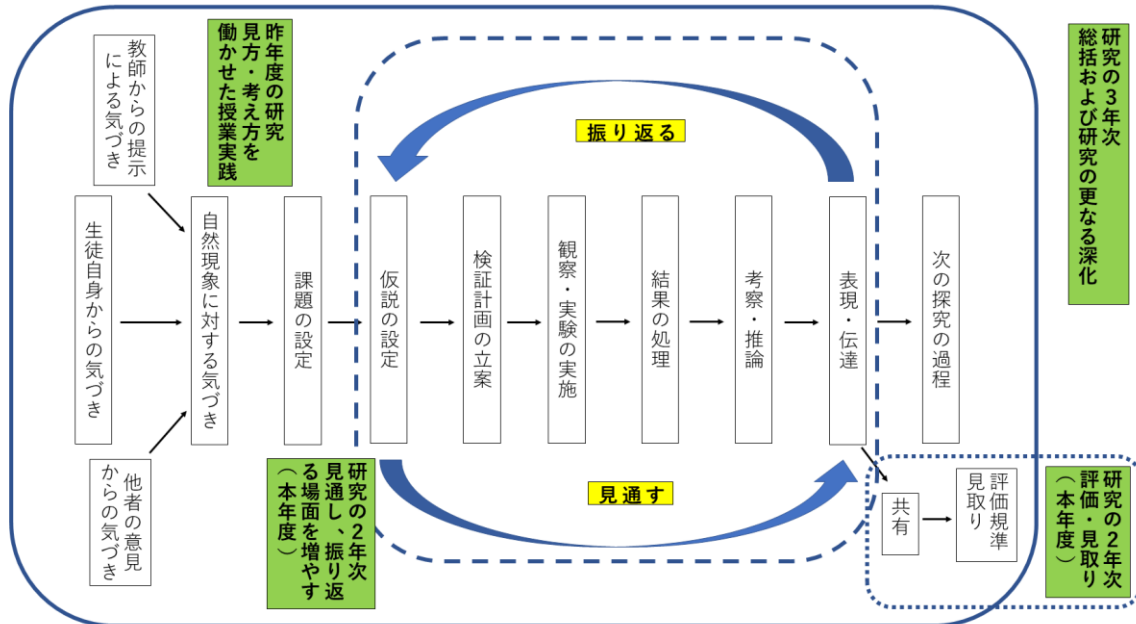 教師からの提示
による気づき
昨年度の研究
見方・考え方を
働かせた授業実践
研究の３年次
総括および研究の更なる深化
振り返る
生徒自身からの気づき
自然現象に対する気づき
課題の設定
仮説の設定
検証計画の立案
観察・実験の実施
結果の処理
考察・推論
表現・伝達
次の探究の過程
他者の意見
からの気づき
研究の２年次
見通し、振り返
る場面を増やす
（本年度）
見通す
共有
評価規準
見取り
研究の２年次
評価・見取り
（本年度）